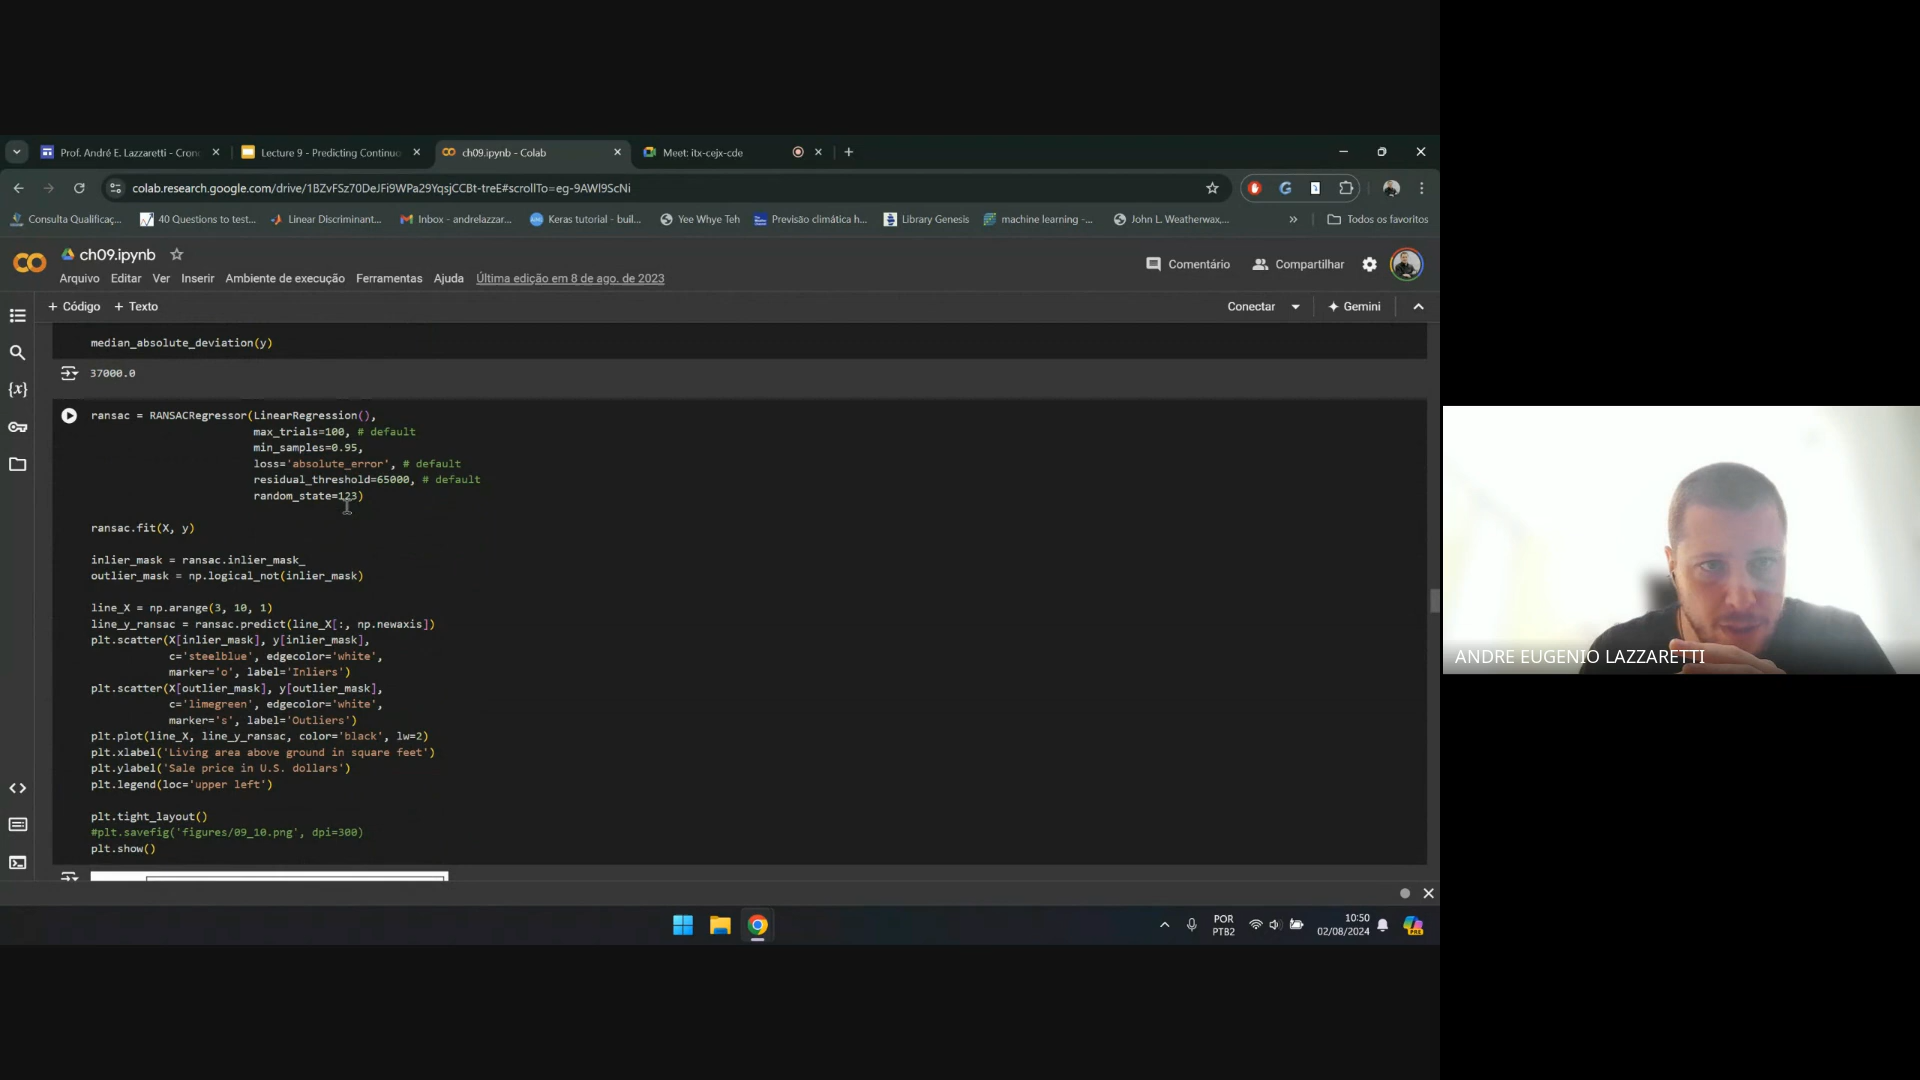 Prof. André E. Lazzaretti - Cron
Lecture 9 - Predicting Continuo
ch09.ipynb - Colab
Meet: itx-cejx-cde
colab.research.google.com/drive/1BZvFSz70DeJFi9WPa29YqsjCCBt-treE#scrollTo=eg-9AWl9ScNi
Consulta Qualificaç...
40 Questions to test...
Linear Discriminant...
Inbox - andrelazzar...
Keras tutorial - buil...
Yee Whye Teh
Previsão climática h...
Library Genesis
machine learning -...
John L. Weatherwax,...
Todos os favoritos
ch09.ipynb
Comentário
Compartilhar
Arquivo Editar Ver Inserir Ambiente de execução Ferramentas Ajuda Última edição em 8 de ago. de 2023
+ Código + Texto
Conectar
Gemini
median_absolute_deviation(y)
37000.0
ransac = RANSACRegressor(LinearRegression(),
max_trials=100, # default
min_samples=0.95,
loss='absolute_error', # default
residual_threshold=65000, # default
random_state=123)
ransac.fit(X, y)
inlier_mask = ransac.inlier_mask_
outlier_mask = np.logical_not(inlier_mask)
line_X = np.arange(3, 10, 1)
line_y_ransac = ransac.predict(line_X[:, np.newaxis])
plt.scatter(X[inlier_mask], y[inlier_mask],
c='steelblue', edgecolor='white',
marker='o', label='Inliers')
plt.scatter(X[outlier_mask], y[outlier_mask],
c='limegreen', edgecolor='white',
marker='s', label='Outliers')
plt.plot(line_X, line_y_ransac, color='black', lw=2)
plt.xlabel('Living area above ground in square feet')
plt.ylabel('Sale price in U.S. dollars')
plt.legend(loc='upper left')
plt.tight_layout()
#plt.savefig('figures/09_10.png', dpi=300)
plt.show()
ANDRE EUGENIO LAZZARETTI
POR
PTB2
10:50
02/08/2024